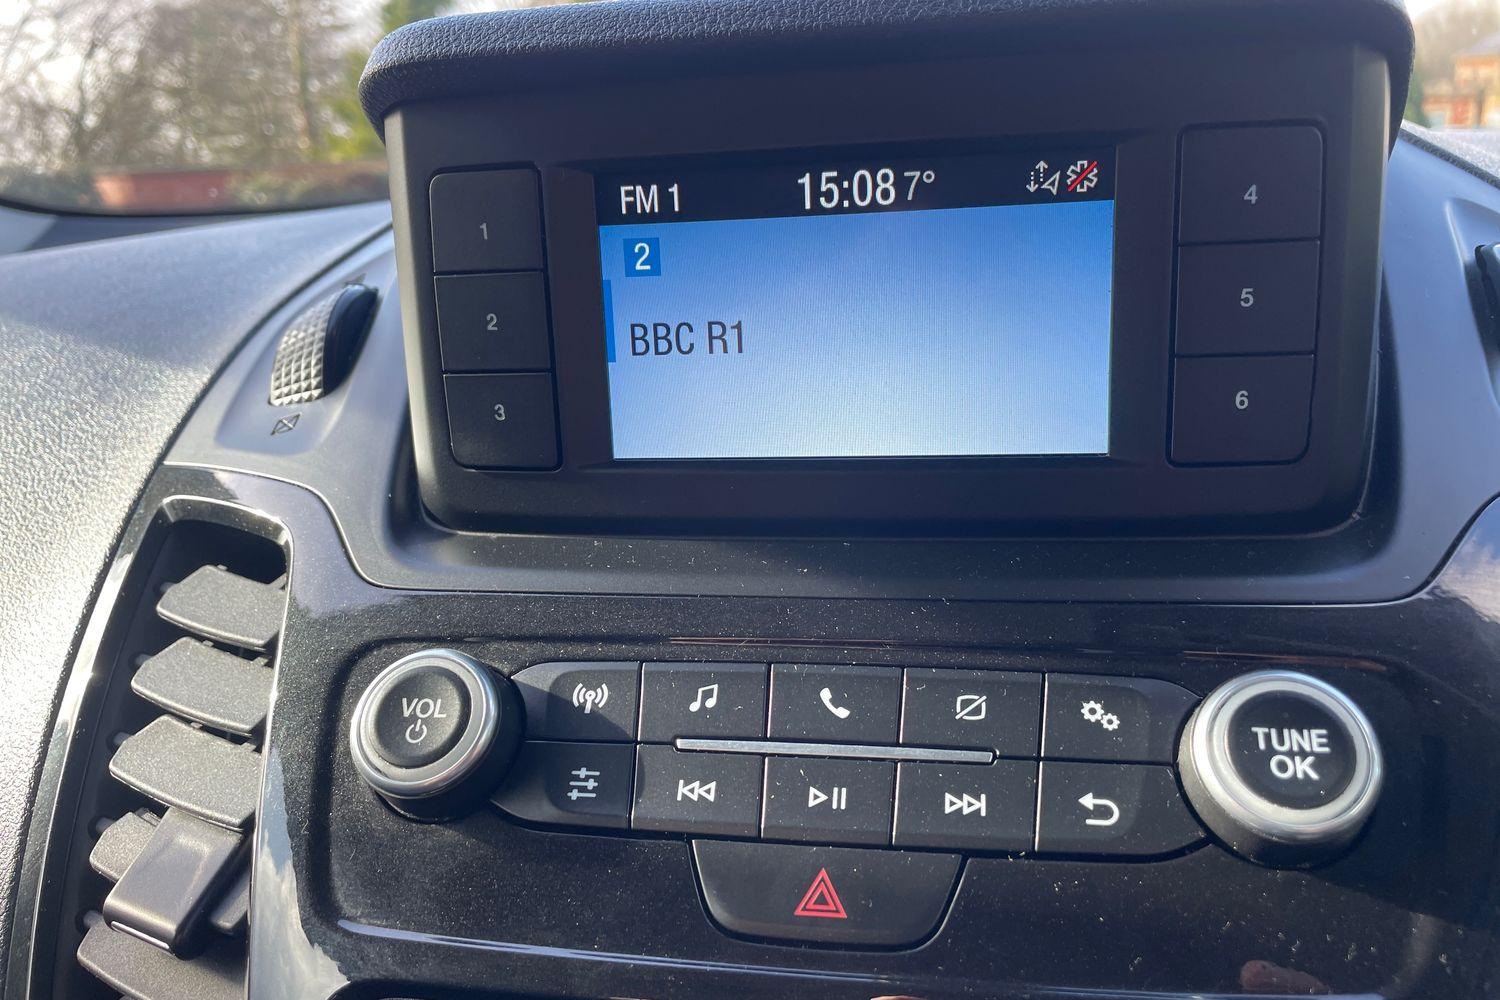 FM 1 15:08 7°
2
BBC R1
1
2
3
4
5
6
VOL
TUNE
OK